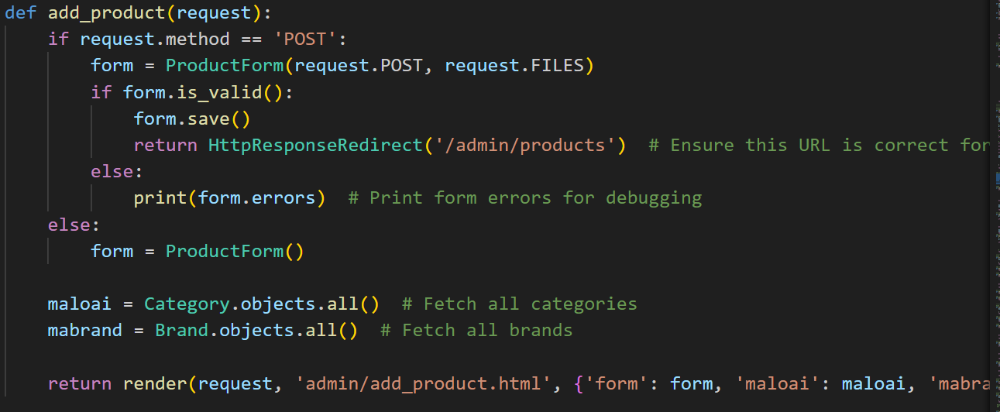 def add_product(request):
    if request.method == 'POST':
        form = ProductForm(request.POST, request.FILES)
        if form.is_valid():
            form.save()
            return HttpResponseRedirect('/admin/products')  # Ensure this URL is correct for
        else:
            print(form.errors)  # Print form errors for debugging
    else:
        form = ProductForm()

    maloai = Category.objects.all()  # Fetch all categories
    mabrand = Brand.objects.all()  # Fetch all brands

    return render(request, 'admin/add_product.html', {'form': form, 'maloai': maloai, 'mabra